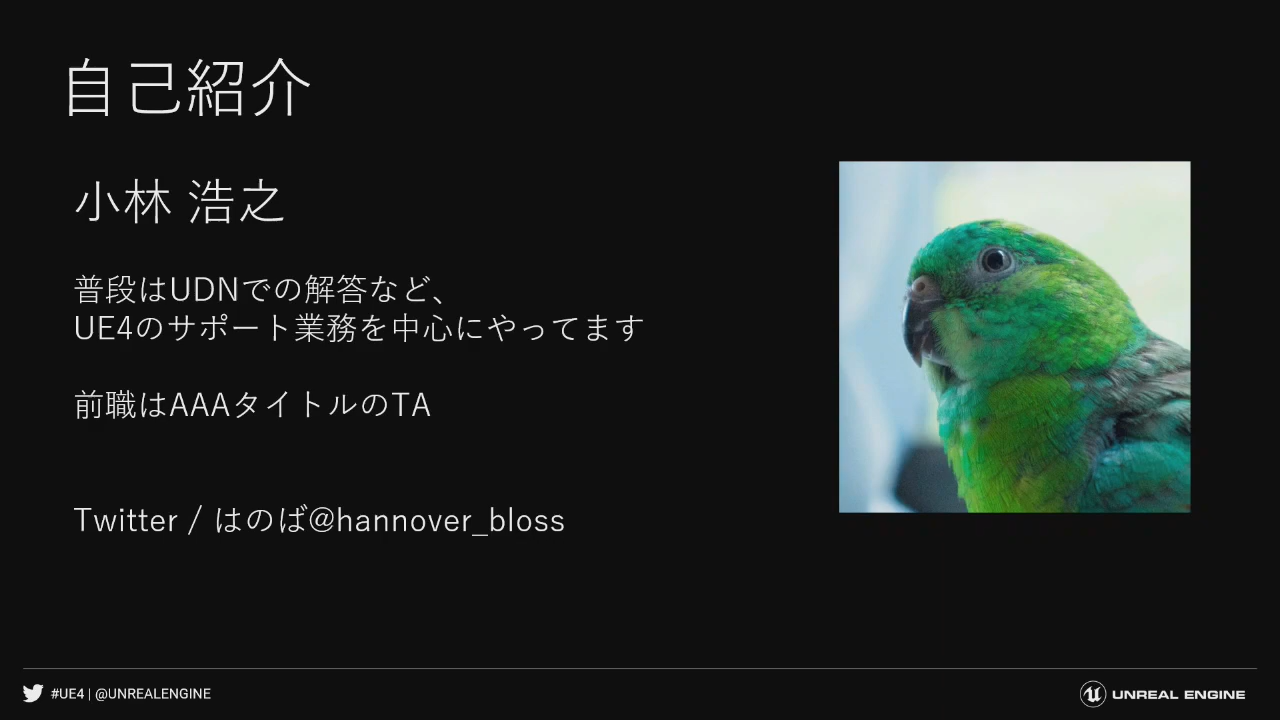 自己紹介
小林 浩之
普段はUDNでの解答など、
UE4のサポート業務を中心にやってます
前職はAAAタイトルのTA
Twitter / はのば@hannover_bloss
#UE4 | @UNREALENGINE
UNREAL ENGINE